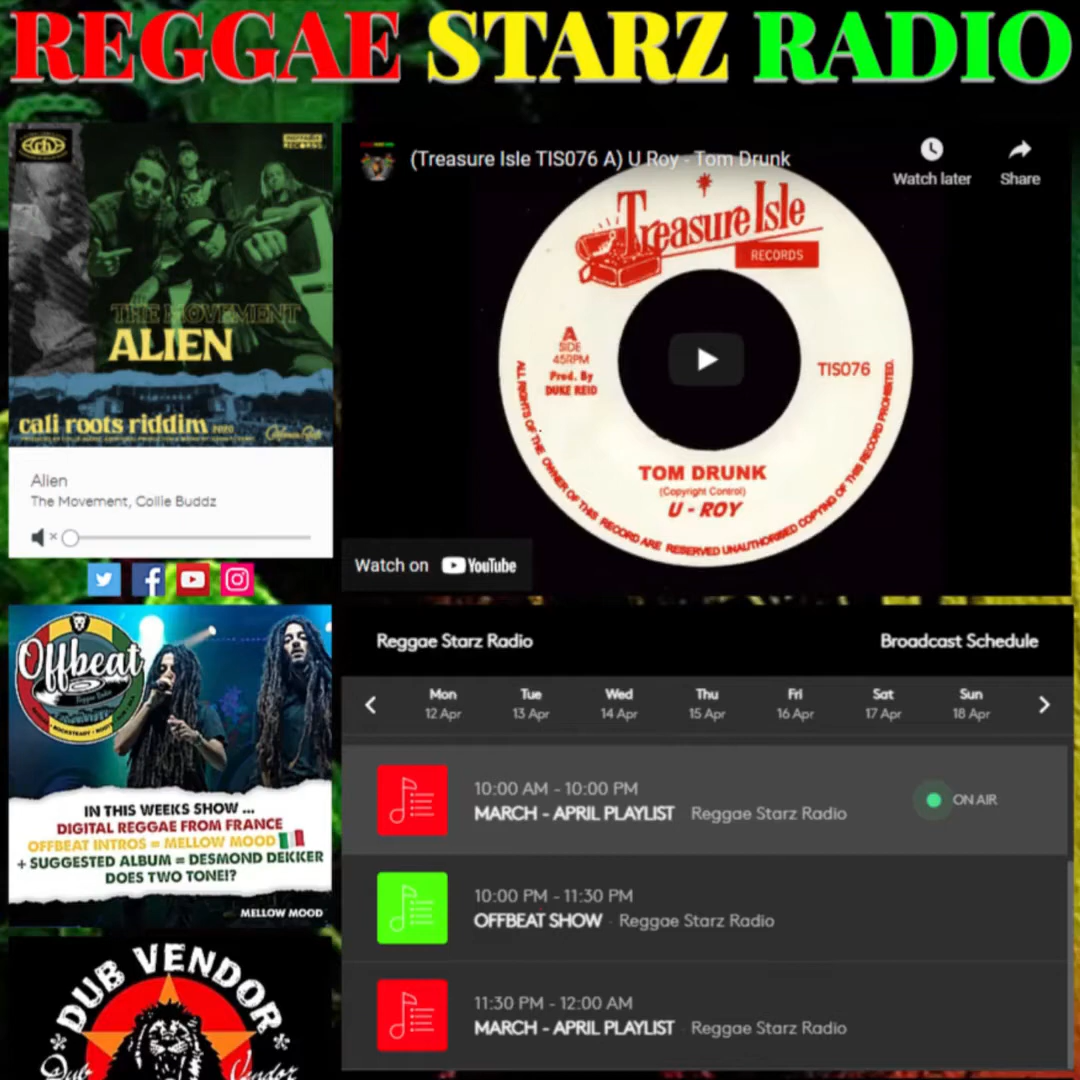 REGGAE STARZ RADIO
THE MOVEMENT
ALIEN
cali roots riddim 2020
Alien
The Movement, Collie Buddz
(Treasure Isle TIS076 A) U Roy - Tom Drunk
Watch later
Share
Treasure Isle
RECORDS
A
SIDE
45RPM
Prod. By
DUKE REID
TIS076
ALL RIGHTS OF THE OWNER OF THIS RECORD ARE RESERVED UNAUTHORISED COPYING OF THIS RECORD PROHIBITED.
TOM DRUNK
(Copyright Control)
U - ROY
Watch on YouTube
Offbeat
Reggae Radio
IN THIS WEEKS SHOW ...
DIGITAL REGGAE FROM FRANCE
OFFBEAT INTROS = MELLOW MOOD
+ SUGGESTED ALBUM = DESMOND DEKKER
DOES TWO TONE!?
MELLOW MOOD
DUB VENDOR
Dub Vendor
Reggae Starz Radio
Broadcast Schedule
Mon Tue Wed Thu Fri Sat Sun
12 Apr 13 Apr 14 Apr 15 Apr 16 Apr 17 Apr 18 Apr
10:00 AM - 10:00 PM
MARCH - APRIL PLAYLIST Reggae Starz Radio
ON AIR
10:00 PM - 11:30 PM
OFFBEAT SHOW · Reggae Starz Radio
11:30 PM - 12:00 AM
MARCH - APRIL PLAYLIST · Reggae Starz Radio